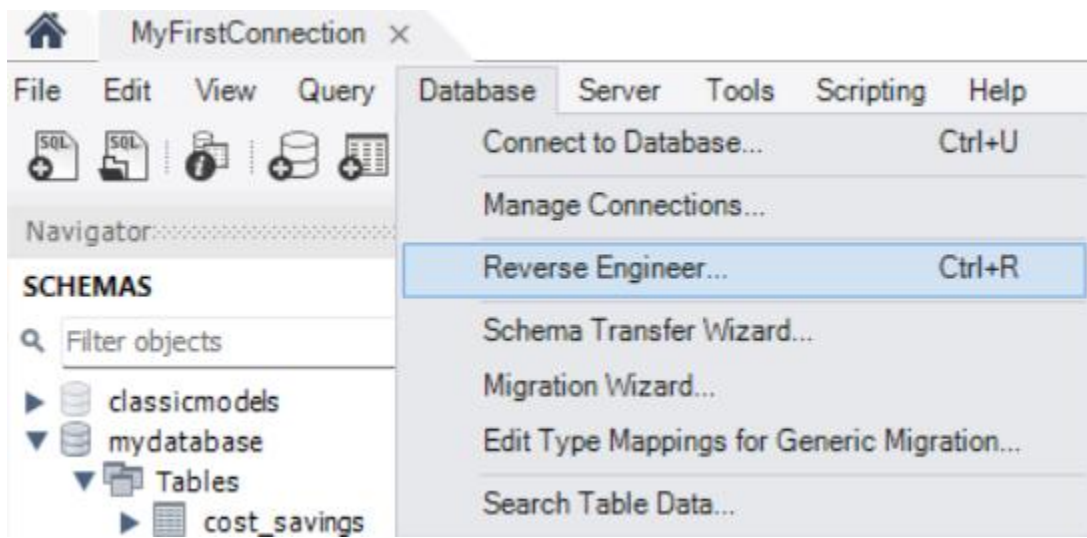 MyFirstConnection ×
File Edit View Query Database Server Tools Scripting Help
SQL SQL
Connect to Database... Ctrl+U
Manage Connections...
Navigator
Reverse Engineer... Ctrl+R
SCHEMAS
Filter objects
Schema Transfer Wizard...
classicmodels
Migration Wizard...
mydatabase
Edit Type Mappings for Generic Migration...
Tables
Search Table Data...
cost_savings